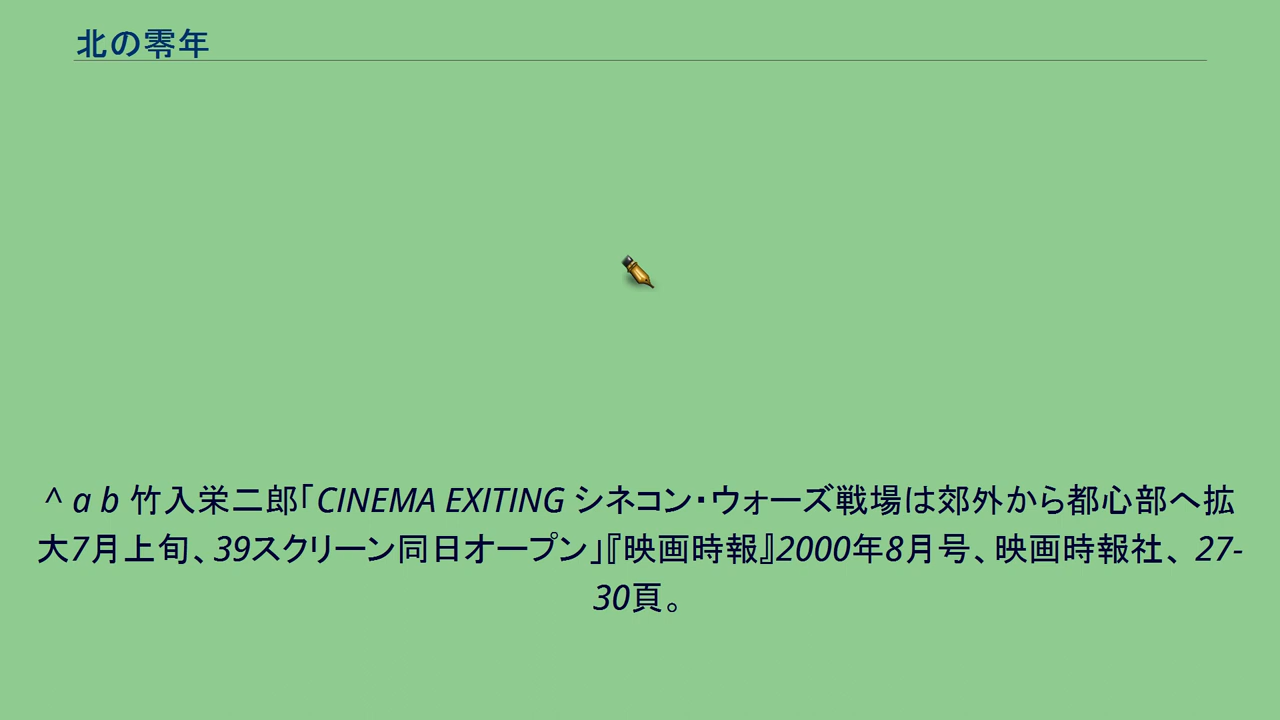 北の零年
^ a b 竹入栄二郎「CINEMA EXITING シネコン・ウォーズ戦場は郊外から都心部へ拡
大7月上旬、39スクリーン同日オープン」『映画時報』2000年8月号、映画時報社、27-
30頁。